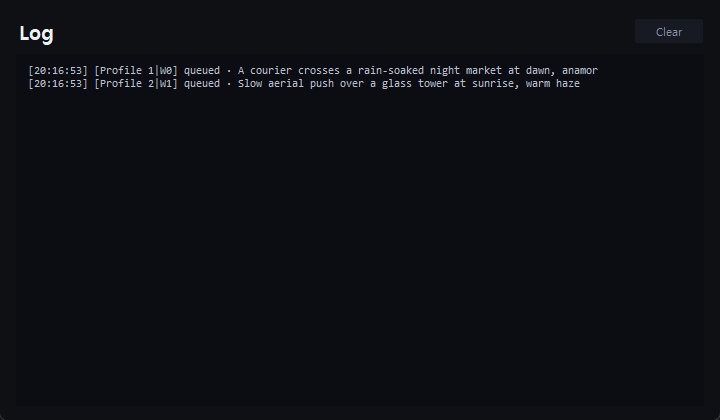 Log
Clear
[20:16:53] [Profile 1|W0] queued · A courier crosses a rain-soaked night market at dawn, anamor
[20:16:53] [Profile 2|W1] queued · Slow aerial push over a glass tower at sunrise, warm haze